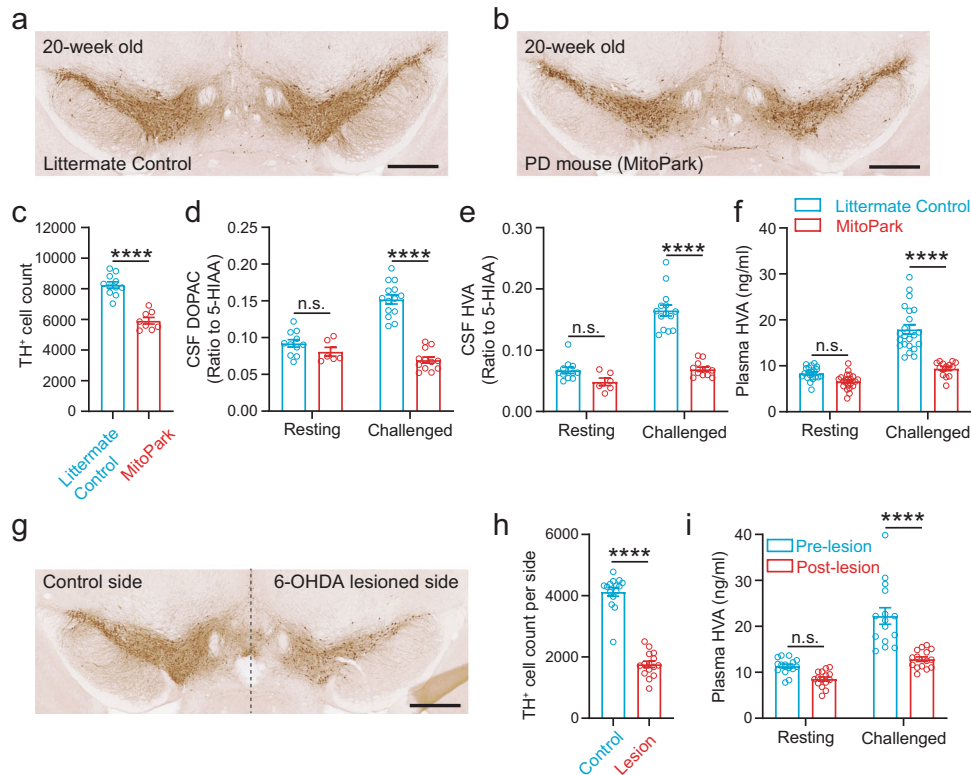 a
20-week old
Littermate Control
b
20-week old
PD mouse (MitoPark)
c
TH+ cell count
10000
8000
6000
4000
2000
0
****
Littermate
Control
MitoPark
d
CSF DOPAC
(Ratio to 5-HIAA)
0.25
0.20
0.15
0.10
0.05
0.00
n.s.
****
Resting
Challenged
e
CSF HVA
(Ratio to 5-HIAA)
0.30
0.20
0.10
0.00
n.s.
****
Resting
Challenged
f
Littermate Control
MitoPark
Plasma HVA (ng/ml)
40
30
20
10
0
n.s.
****
Resting
Challenged
g
Control side
6-OHDA lesioned side
h
TH+ cell count per side
6000
4000
2000
0
****
Control
Lesion
i
Pre-lesion
Post-lesion
Plasma HVA (ng/ml)
40
30
20
10
0
n.s.
****
Resting
Challenged